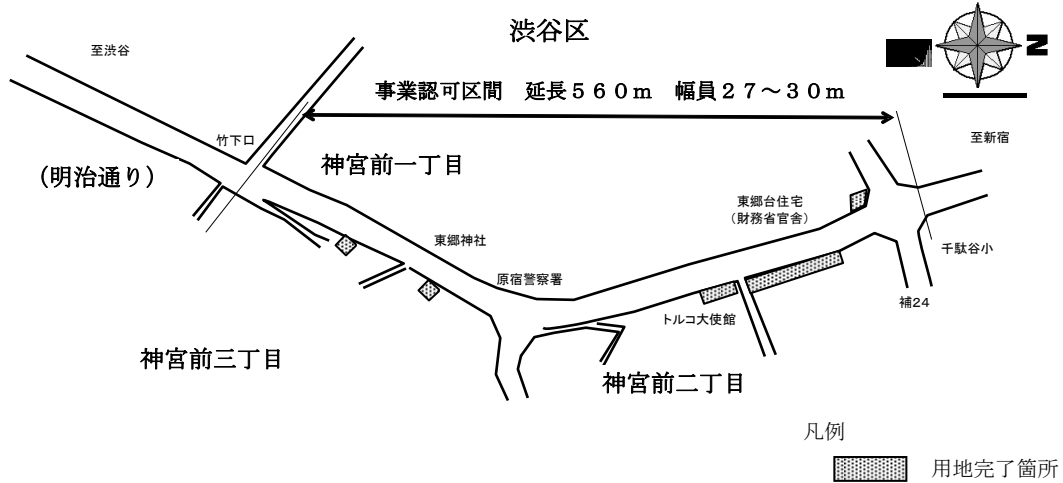 渋谷区
至渋谷
N
事業認可区間　延長５６０ｍ　幅員２７～３０ｍ
至新宿
竹下口
（明治通り）
神宮前一丁目
東郷台住宅
（財務省官舎）
東郷神社
千駄谷小
原宿警察署
補24
トルコ大使館
神宮前三丁目
神宮前二丁目
凡例
用地完了箇所